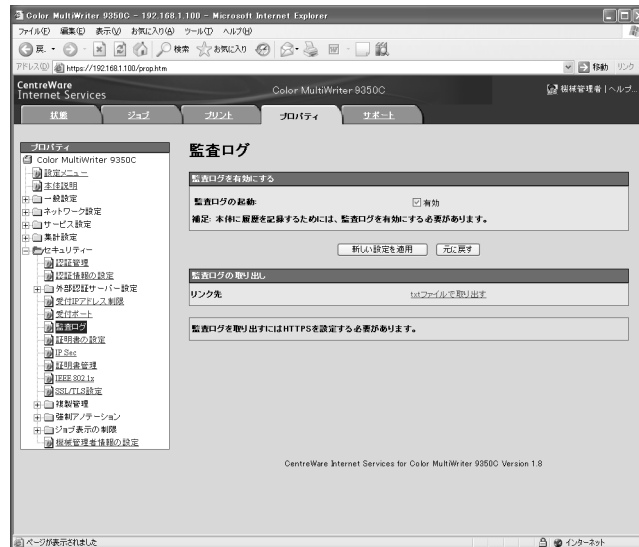 Color MultiWriter 9350C - 192.168.1.100 - Microsoft Internet Explorer
ファイル(F) 編集(E) 表示(V) お気に入り(A) ツール(T) ヘルプ(H)
戻る 検索 お気に入り
アドレス(D) https://192.168.1.100/prop.htm 移動 リンク
CentreWare
Internet Services
Color MultiWriter 9350C
機械管理者 | ヘルプ...
状態 ジョブ プリント プロパティ サポート
プロパティ
Color MultiWriter 9350C
設定メニュー
本体説明
一般設定
ネットワーク設定
サービス設定
集計設定
セキュリティー
認証管理
認証情報の設定
外部認証サーバー設定
受付IPアドレス制限
受付ポート
監査ログ
証明書の設定
IP Sec
証明書管理
IEEE 802.1x
SSL/TLS設定
複製管理
強制アノテーション
ジョブ表示の制限
機械管理者情報の設定
監査ログ
監査ログを有効にする
監査ログの起動: 有効
補足: 本体に履歴を記録するためには、監査ログを有効にする必要があります。
新しい設定を適用 元に戻す
監査ログの取り出し
リンク先 txtファイルで取り出す
監査ログを取り出すにはHTTPSを設定する必要があります。
CentreWare Internet Services for Color MultiWriter 9350C Version 1.8
ページが表示されました インターネット